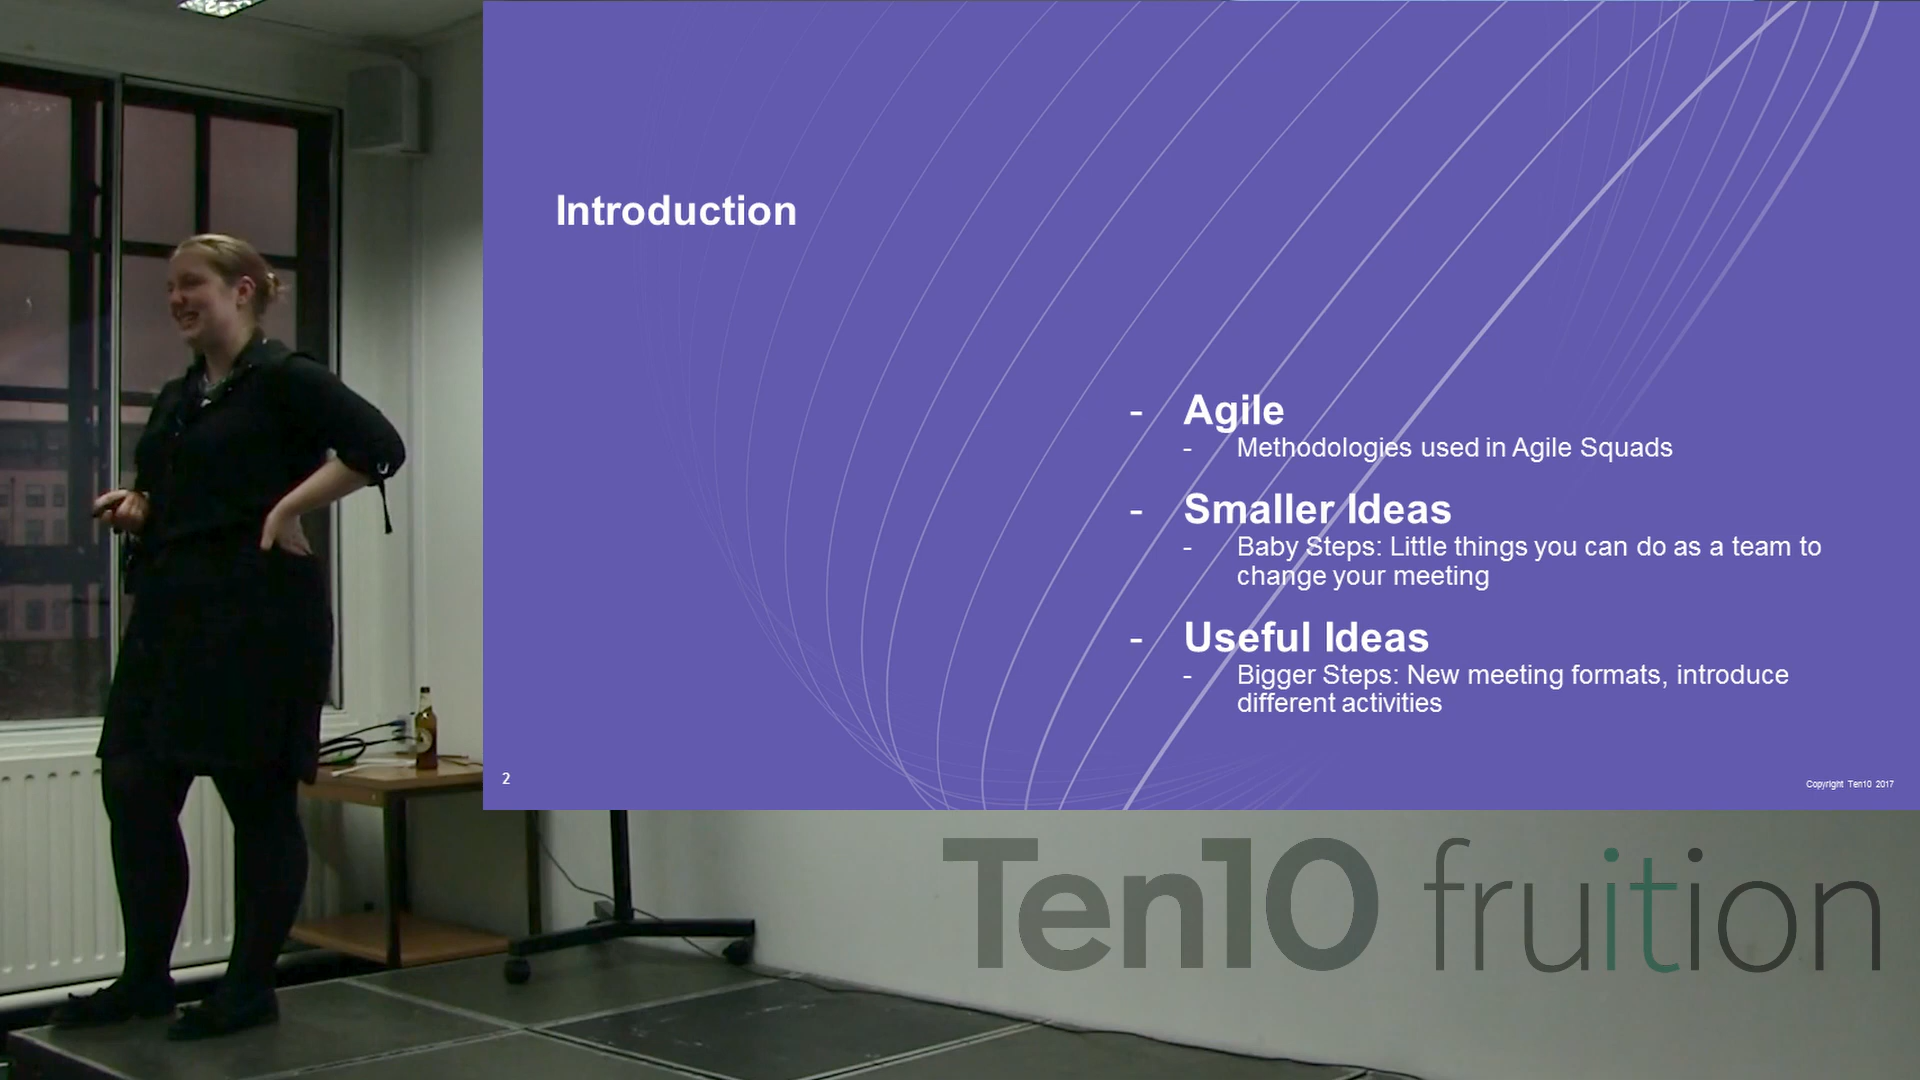 Introduction
- Agile
- Methodologies used in Agile Squads
- Smaller Ideas
- Baby Steps: Little things you can do as a team to
change your meeting
- Useful Ideas
- Bigger Steps: New meeting formats, introduce
different activities
2
Copyright Ten10 2017
Ten10 fruition